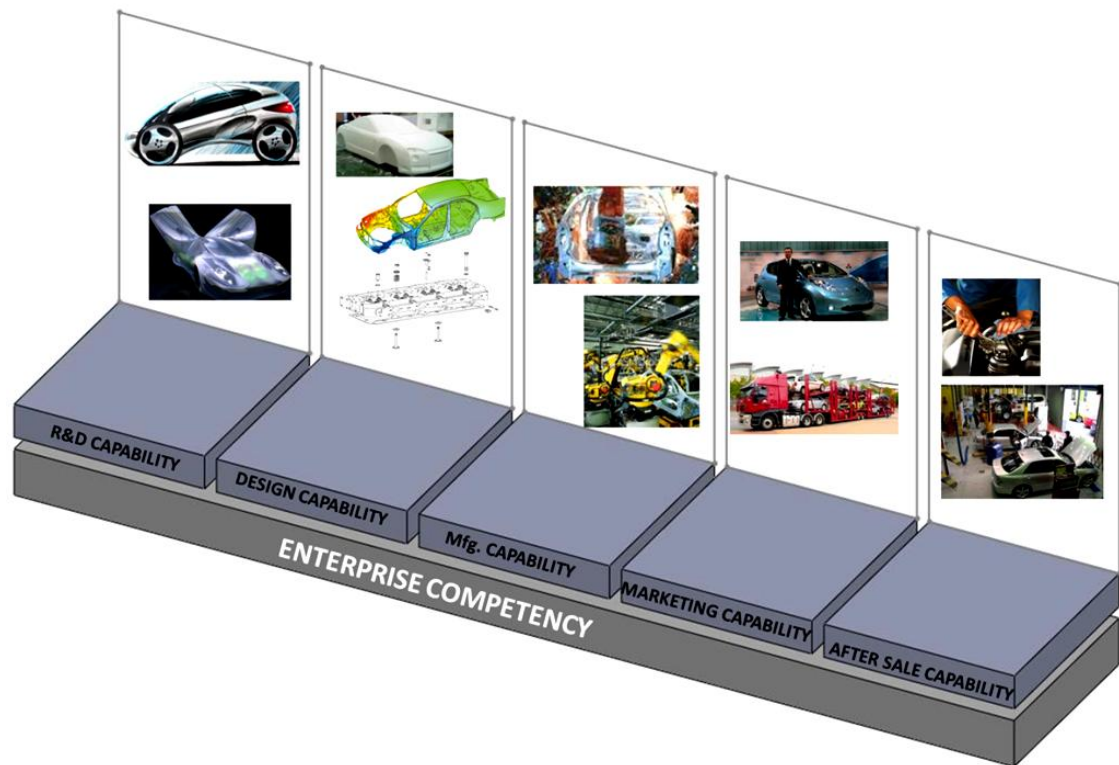 R&D CAPABILITY
DESIGN CAPABILITY
Mfg. CAPABILITY
MARKETING CAPABILITY
AFTER SALE CAPABILITY
ENTERPRISE COMPETENCY